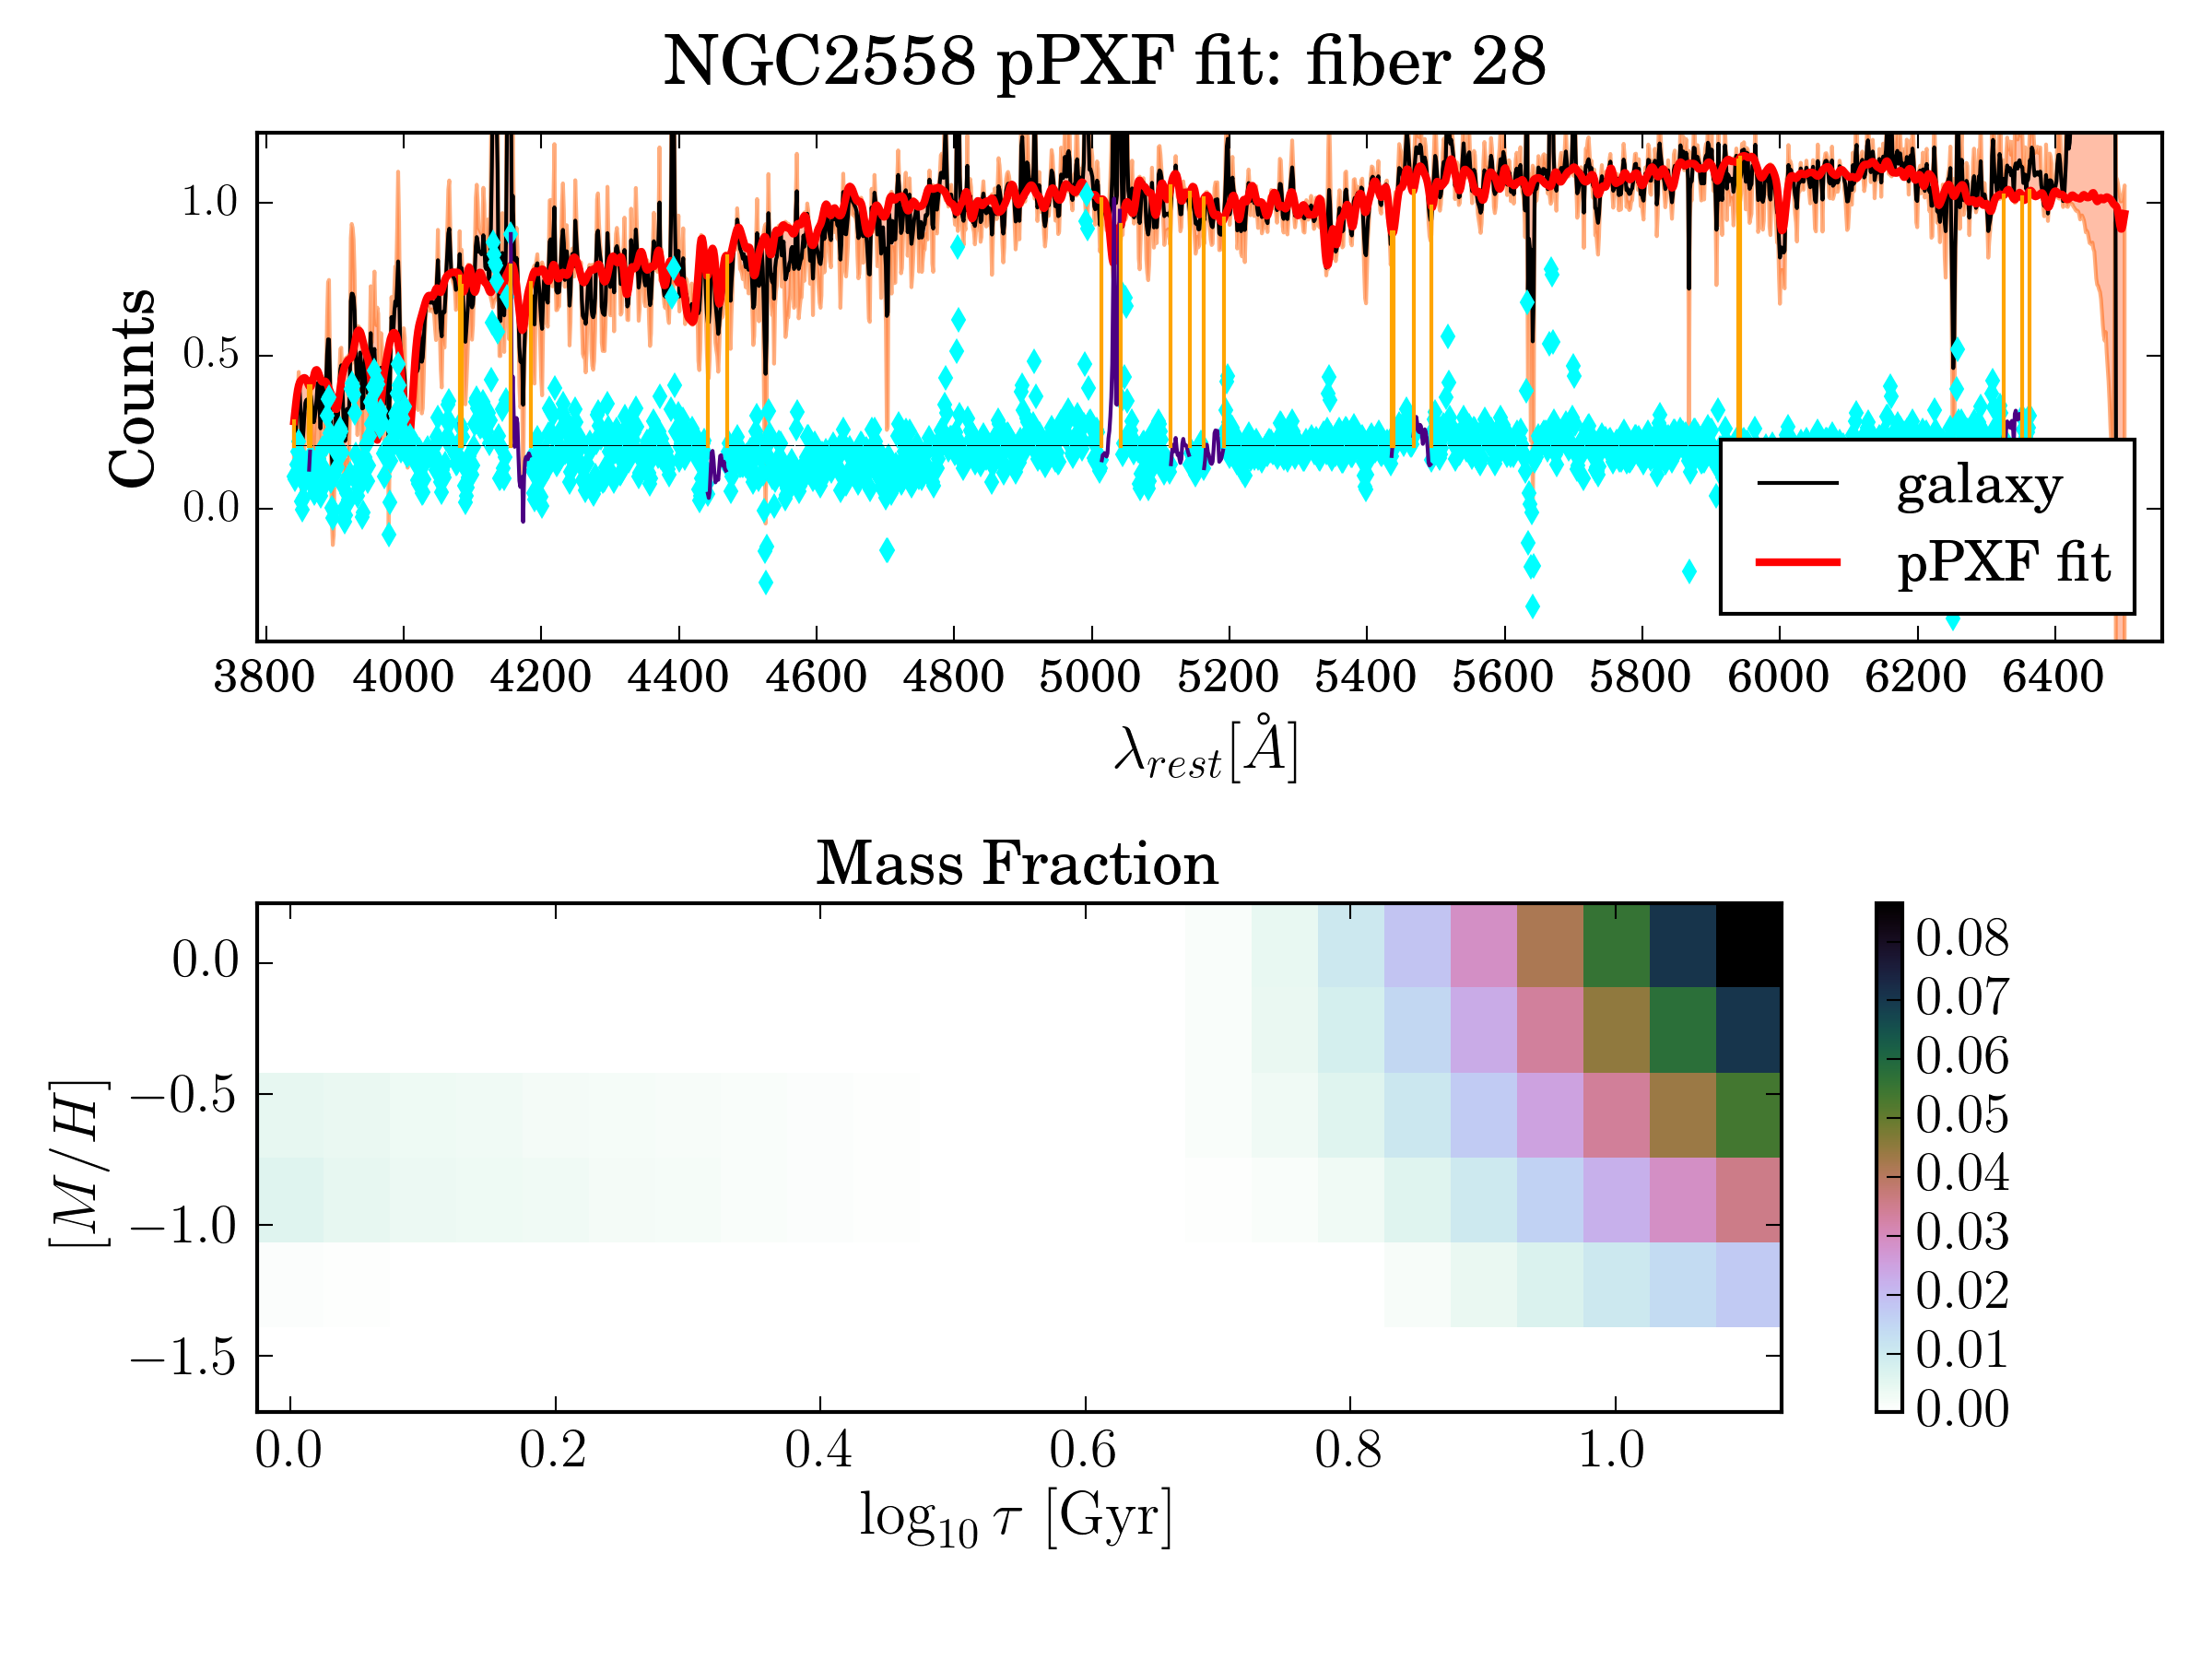 NGC2558 pPXF fit: fiber 28
Counts
1.0
0.5
0.0
galaxy
pPXF fit
3800 4000 4200 4400 4600 4800 5000 5200 5400 5600 5800 6000 6200 6400
λrest[Å]
Mass Fraction
[M/H]
0.0
−0.5
−1.0
−1.5
0.08
0.07
0.06
0.05
0.04
0.03
0.02
0.01
0.00
0.0 0.2 0.4 0.6 0.8 1.0
log10 τ [Gyr]